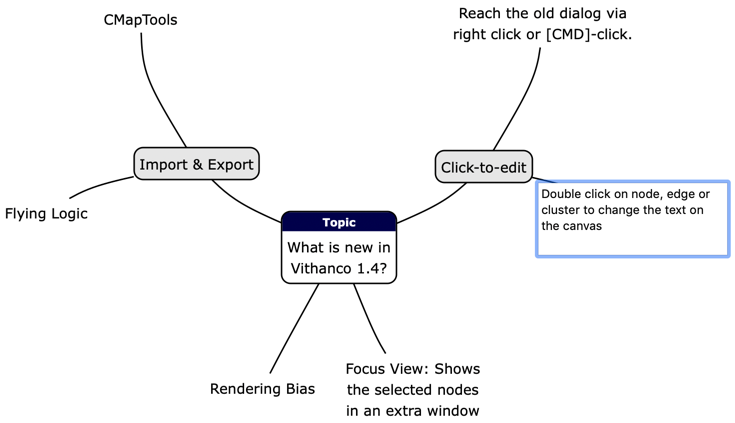 CMapTools
Reach the old dialog via
right click or [CMD]-click.
Import & Export
Click-to-edit
Double click on node, edge or
cluster to change the text on
the canvas
Flying Logic
Topic
What is new in
Vithanco 1.4?
Rendering Bias
Focus View: Shows
the selected nodes
in an extra window